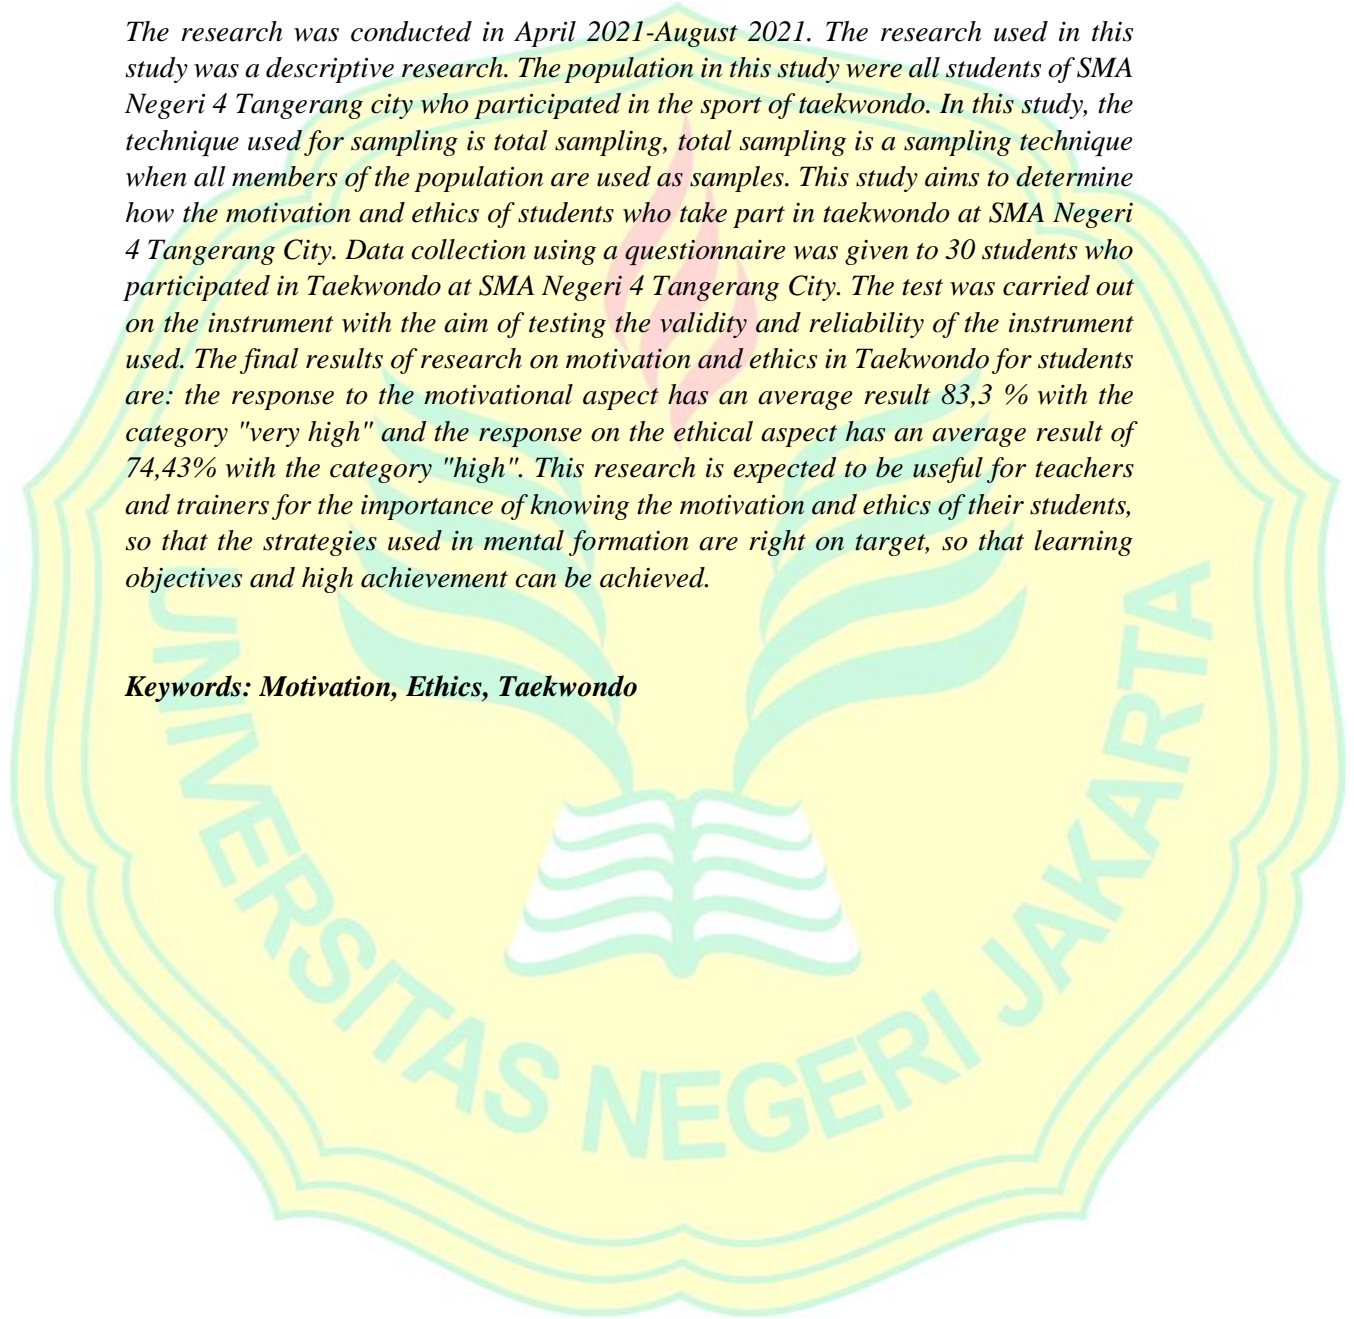 The research was conducted in April 2021-August 2021. The research used in this
study was a descriptive research. The population in this study were all students of SMA
Negeri 4 Tangerang city who participated in the sport of taekwondo. In this study, the
technique used for sampling is total sampling, total sampling is a sampling technique
when all members of the population are used as samples. This study aims to determine
how the motivation and ethics of students who take part in taekwondo at SMA Negeri
4 Tangerang City. Data collection using a questionnaire was given to 30 students who
participated in Taekwondo at SMA Negeri 4 Tangerang City. The test was carried out
on the instrument with the aim of testing the validity and reliability of the instrument
used. The final results of research on motivation and ethics in Taekwondo for students
are: the response to the motivational aspect has an average result 83,3 % with the
category "very high" and the response on the ethical aspect has an average result of
74,43% with the category "high". This research is expected to be useful for teachers
and trainers for the importance of knowing the motivation and ethics of their students,
so that the strategies used in mental formation are right on target, so that learning
objectives and high achievement can be achieved.
Keywords: Motivation, Ethics, Taekwondo
UNIVERSITAS NEGERI JAKARTA